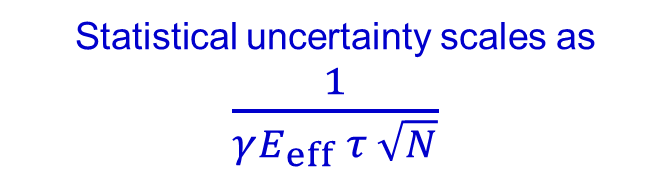 Statistical uncertainty scales as
1
γE_eff τ √N